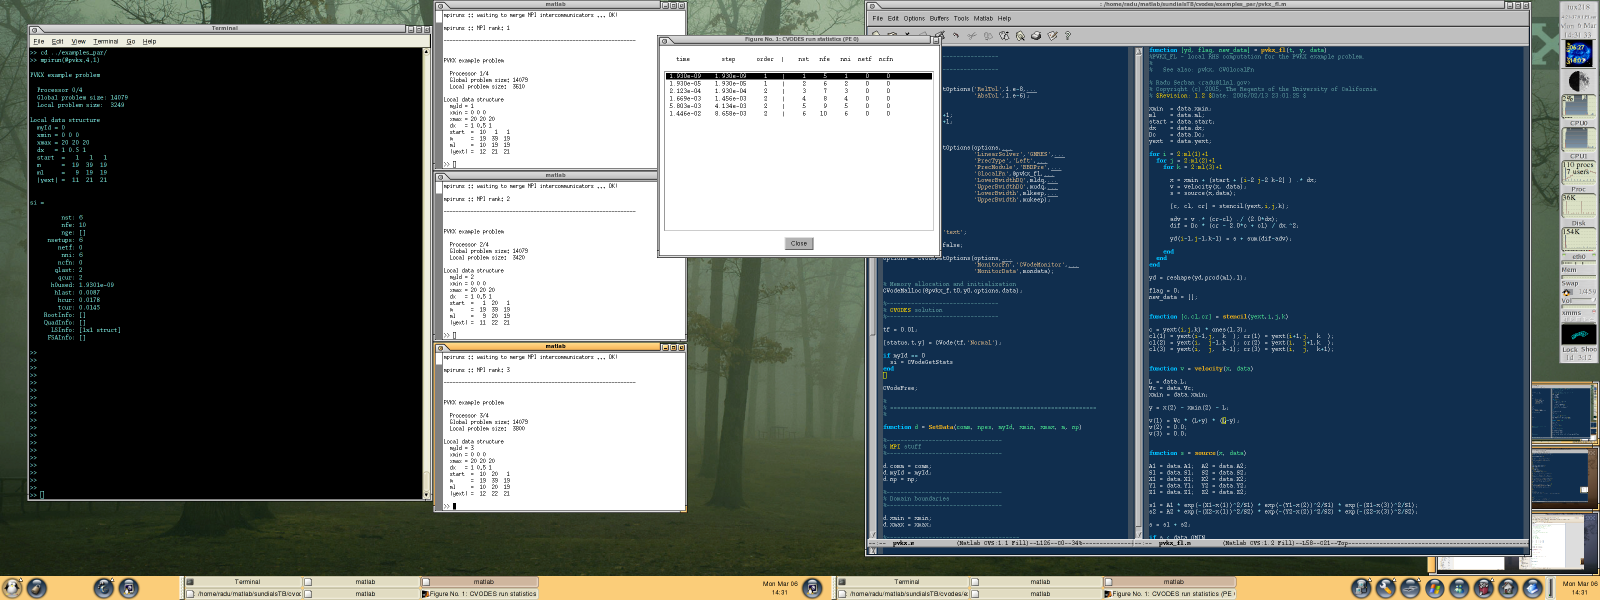 Terminal
File Edit View Terminal Go Help
>> cd ../examples_par/
>> mpirun(@pvkx,4,1)
PVKX example problem
Processor 0/4
Global problem size: 14079
Local problem size: 3249
Local data structure
myId = 0
xmin = 0 0 0
xmax = 20 20 20
dx = 1 0.5 1
start = 1 1 1
m = 19 39 19
ml = 9 19 19
|yext| = 11 21 21
si =
nst: 6
nfe: 10
nge: []
nsetups: 6
netf: 0
nni: 6
ncfn: 0
qlast: 2
qcur: 2
h0used: 1.9301e-09
hlast: 0.0087
hcur: 0.0178
tcur: 0.0145
RootInfo: []
QuadInfo: []
LSInfo: [1x1 struct]
FSAInfo: []
>>
matlab
mpiruns :: waiting to merge MPI intercommunicators ... OK!
mpiruns :: MPI rank: 1
PVKX example problem
Processor 1/4
Global problem size: 14079
Local problem size: 3610
Local data structure
myId = 1
xmin = 0 0 0
xmax = 20 20 20
dx = 1 0.5 1
start = 10 1 1
m = 19 39 19
ml = 10 19 19
|yext| = 12 21 21
>>
matlab
mpiruns :: waiting to merge MPI intercommunicators ... OK!
mpiruns :: MPI rank: 2
PVKX example problem
Processor 2/4
Global problem size: 14079
Local problem size: 3420
Local data structure
myId = 2
xmin = 0 0 0
xmax = 20 20 20
dx = 1 0.5 1
start = 1 20 1
m = 19 39 19
ml = 9 20 19
|yext| = 11 22 21
>>
matlab
mpiruns :: waiting to merge MPI intercommunicators ... OK!
mpiruns :: MPI rank: 3
PVKX example problem
Processor 3/4
Global problem size: 14079
Local problem size: 3800
Local data structure
myId = 3
xmin = 0 0 0
xmax = 20 20 20
dx = 1 0.5 1
start = 10 20 1
m = 19 39 19
ml = 10 20 19
|yext| = 12 22 21
>>
Figure No. 1: CVODES run statistics (PE 0)
time step order | nst nfe nni netf ncfn
1.930e-09 1.930e-09 1 | 1 5 1 0 0
1.930e-05 1.930e-05 2 | 2 6 2 0 0
2.123e-04 1.930e-04 2 | 3 7 3 0 0
1.669e-03 1.456e-03 2 | 4 8 4 0 0
5.803e-03 4.134e-03 2 | 5 9 5 0 0
1.446e-02 8.658e-03 2 | 6 10 6 0 0
Close
: /home/radu/matlab/sundialsTB/cvodes/examples_par/pvkx_fl.m
File Edit Options Buffers Tools Matlab Help
tOptions('RelTol',1.e-8,...
'AbsTol',1.e-6);
+1;
+1;
tOptions(options,...
'LinearSolver','GMRES',...
'PrecType','Left',...
'PrecModule','BBDPre',...
'GlocalFn',@pvkx_fl,...
'LowerBwidthDQ',mldq,...
'UpperBwidthDQ',mudq,...
'LowerBwidth',mlkeep,...
'UpperBwidth',mukeep);
'text';
false;
options = CVodeSetOptions(options,...
'MonitorFn','CVodeMonitor',...
'MonitorData',mondata);
% Memory allocation and initialization
CVodeMalloc(@pvkx_f,t0,y0,options,data);
% CVODES solution
tf = 0.01;
[status,t,y] = CVode(tf,'Normal');
if myId == 0
si = CVodeGetStats
end
CVodeFree;
function d = SetData(comm, npes, myId, xmin, xmax, m, np)
% MPI stuff
d.comm = comm;
d.myId = myId;
d.np = np;
% Domain boundaries
d.xmin = xmin;
d.xmax = xmax;
pvkx.m (Matlab CVS:1.1 Fill)--L126--C0--34%
function [yd, flag, new_data] = pvkx_fl(t, y, data)
%PVKX_FL - local RHS computation for the PVKX example problem.
%
% See also: pvkx, CVGlocalFn
% Radu Serban <radu@llnl.gov>
% Copyright (c) 2005, The Regents of the University of California.
% $Revision: 1.2 $Date: 2006/02/13 23:01:25 $
xmin = data.xmin;
ml = data.ml;
start = data.start;
dx = data.dx;
Dc = data.Dc;
yext = data.yext;
for i = 2:ml(1)+1
for j = 2:ml(2)+1
for k = 2:ml(3)+1
x = xmin + (start + [i-2 j-2 k-2] ) .* dx;
v = velocity(x, data);
s = source(x,data);
[c, cl, cr] = stencil(yext,i,j,k);
adv = v .* (cr-cl) ./ (2.0*dx);
dif = Dc * (cr - 2.0*c + cl) / dx.^2;
yd(i-1,j-1,k-1) = s + sum(dif-adv);
end
end
end
yd = reshape(yd,prod(ml),1);
flag = 0;
new_data = [];
function [c,cl,cr] = stencil(yext,i,j,k)
c = yext(i,j,k) * ones(1,3);
cl(1) = yext(i-1,j, k ); cr(1) = yext(i+1,j, k );
cl(2) = yext(i, j-1,k ); cr(2) = yext(i, j+1,k );
cl(3) = yext(i, j, k-1); cr(3) = yext(i, j, k+1);
function v = velocity(x, data)
L = data.L;
Vc = data.Vc;
xmin = data.xmin;
y = x(2) - xmin(2) - L;
v(1) = Vc * (L+y) * (L-y);
v(2) = 0.0;
v(3) = 0.0;
function s = source(x, data)
A1 = data.A1; A2 = data.A2;
S1 = data.S1; S2 = data.S2;
X1 = data.X1; X2 = data.X2;
Y1 = data.Y1; Y2 = data.Y2;
Z1 = data.Z1; Z2 = data.Z2;
s1 = A1 * exp(-(X1-x(1))^2/S1) * exp(-(Y1-x(2))^2/S1) * exp(-(Z1-x(3))^2/S1);
s2 = A2 * exp(-(X2-x(1))^2/S2) * exp(-(Y2-x(2))^2/S2) * exp(-(Z2-x(3))^2/S2);
s = s1 + s2;
if s < data.GMIN
pvkx_fl.m (Matlab CVS:1.2 Fill)--L58--C21--Top
tux218
Mon 6 Mar
14:31:33
CPU0
CPU1
110 procs
7 users
Proc
36K
Disk
154K
eth0
Mem
Swap
Vol
xmms
Lock Shoo
1d 3:12
Terminal
matlab
matlab
/home/radu/matlab/sundialsTB/cvo
matlab
Figure No. 1: CVODES run statistics
Mon Mar 06
14:31
Terminal
matlab
matlab
/home/radu/matlab/sundialsTB/cvodes/e
matlab
Figure No. 1: CVODES run statistics (PE
Mon Mar 06
14:31